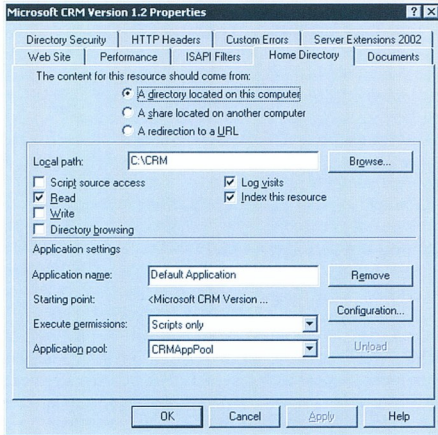 Microsoft CRM Version 1.2 Properties
Directory Security HTTP Headers Custom Errors Server Extensions 2002
Web Site Performance ISAPI Filters Home Directory Documents
The content for this resource should come from:
A directory located on this computer
A share located on another computer
A redirection to a URL
Local path: C:\CRM Browse...
Script source access Log visits
Read Index this resource
Write
Directory browsing
Application settings
Application name: Default Application Remove
Starting point: <Microsoft CRM Version ...
Configuration...
Execute permissions: Scripts only
Application pool: CRMAppPool Unload
OK Cancel Apply Help